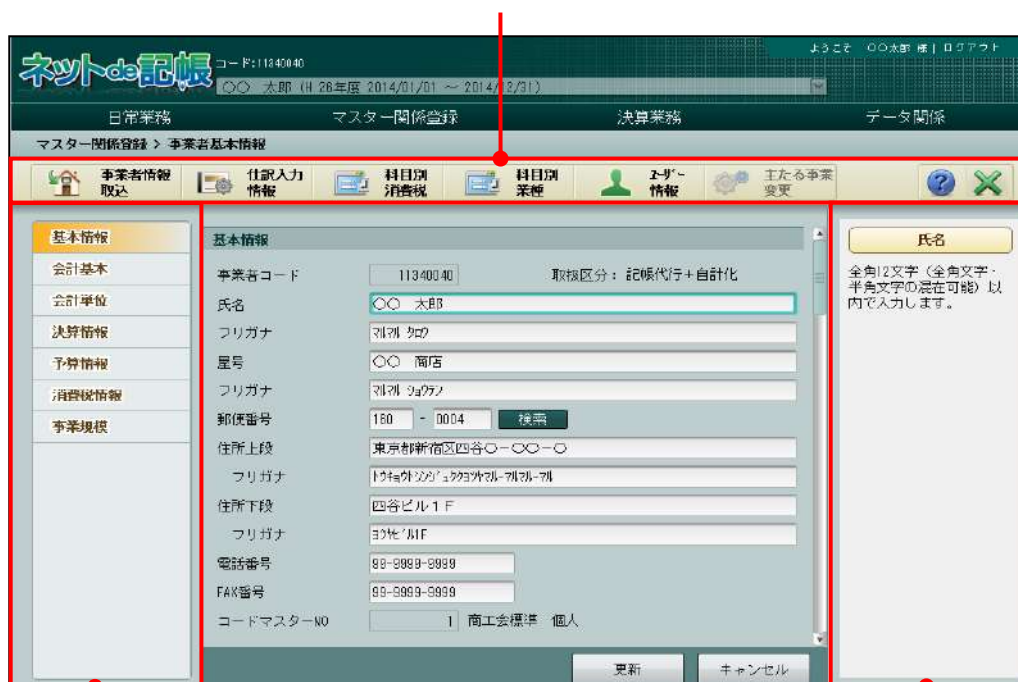 ネットde記帳
コード:11340040
ようこそ 〇〇太郎 様 | ログアウト
〇〇 太郎 (H 26年度 2014/01/01 ～ 2014/12/31)
日常業務 マスター関係登録 決算業務 データ関係
マスター関係登録 > 事業者基本情報
事業者情報 仕訳入力 科目別 科目別 ユーザー 主たる事業
取込 情報 消費税 業種 情報 変更
基本情報
会計基本
会計単位
決算情報
予算情報
消費税情報
事業規模
基本情報
事業者コード 11340040 取扱区分: 記帳代行+自計化
氏名 〇〇 太郎
フリガナ ﾏﾙﾏﾙ ﾀﾛｳ
屋号 〇〇 商店
フリガナ ﾏﾙﾏﾙ ｼｮｳﾃﾝ
郵便番号 160 - 0004 検索
住所上段 東京都新宿区四谷〇-〇〇-〇
フリガナ ﾄｳｷｮｳﾄｼﾝｼﾞｭｸｸﾖﾂﾔﾏﾙ-ﾏﾙﾏﾙ-ﾏﾙ
住所下段 四谷ビル1F
フリガナ ﾖﾂﾔﾋﾞﾙ1F
電話番号 99-9999-9999
FAX番号 99-9999-9999
コードマスターNO 1 商工会標準 個人
更新 キャンセル
氏名
全角12文字（全角文字・
半角文字の混在可能）以
内で入力します。